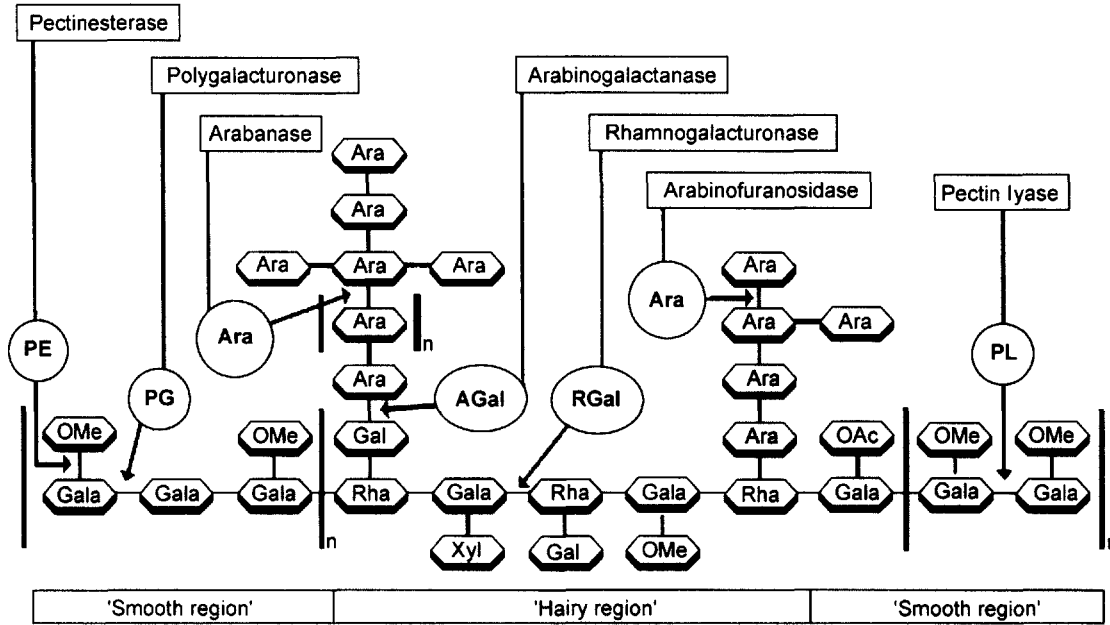 Pectinesterase
Polygalacturonase
Arabinogalactanase
Arabanase
Rhamnogalacturonase
Ara
Arabinofuranosidase
Pectin lyase
Ara
Ara Ara Ara
Ara
Ara
Ara
Ara
Ara Ara
PE
PL
Ara
n
Ara
PG
AGal
RGal
OMe
OMe
Gal
Ara
OAc
OMe
OMe
Gala
Gala
Gala
Rha
Gala
Rha
Gala
Rha
Gala
Gala
Gala
n
n
Xyl
Gal
OMe
'Smooth region'
'Hairy region'
'Smooth region'